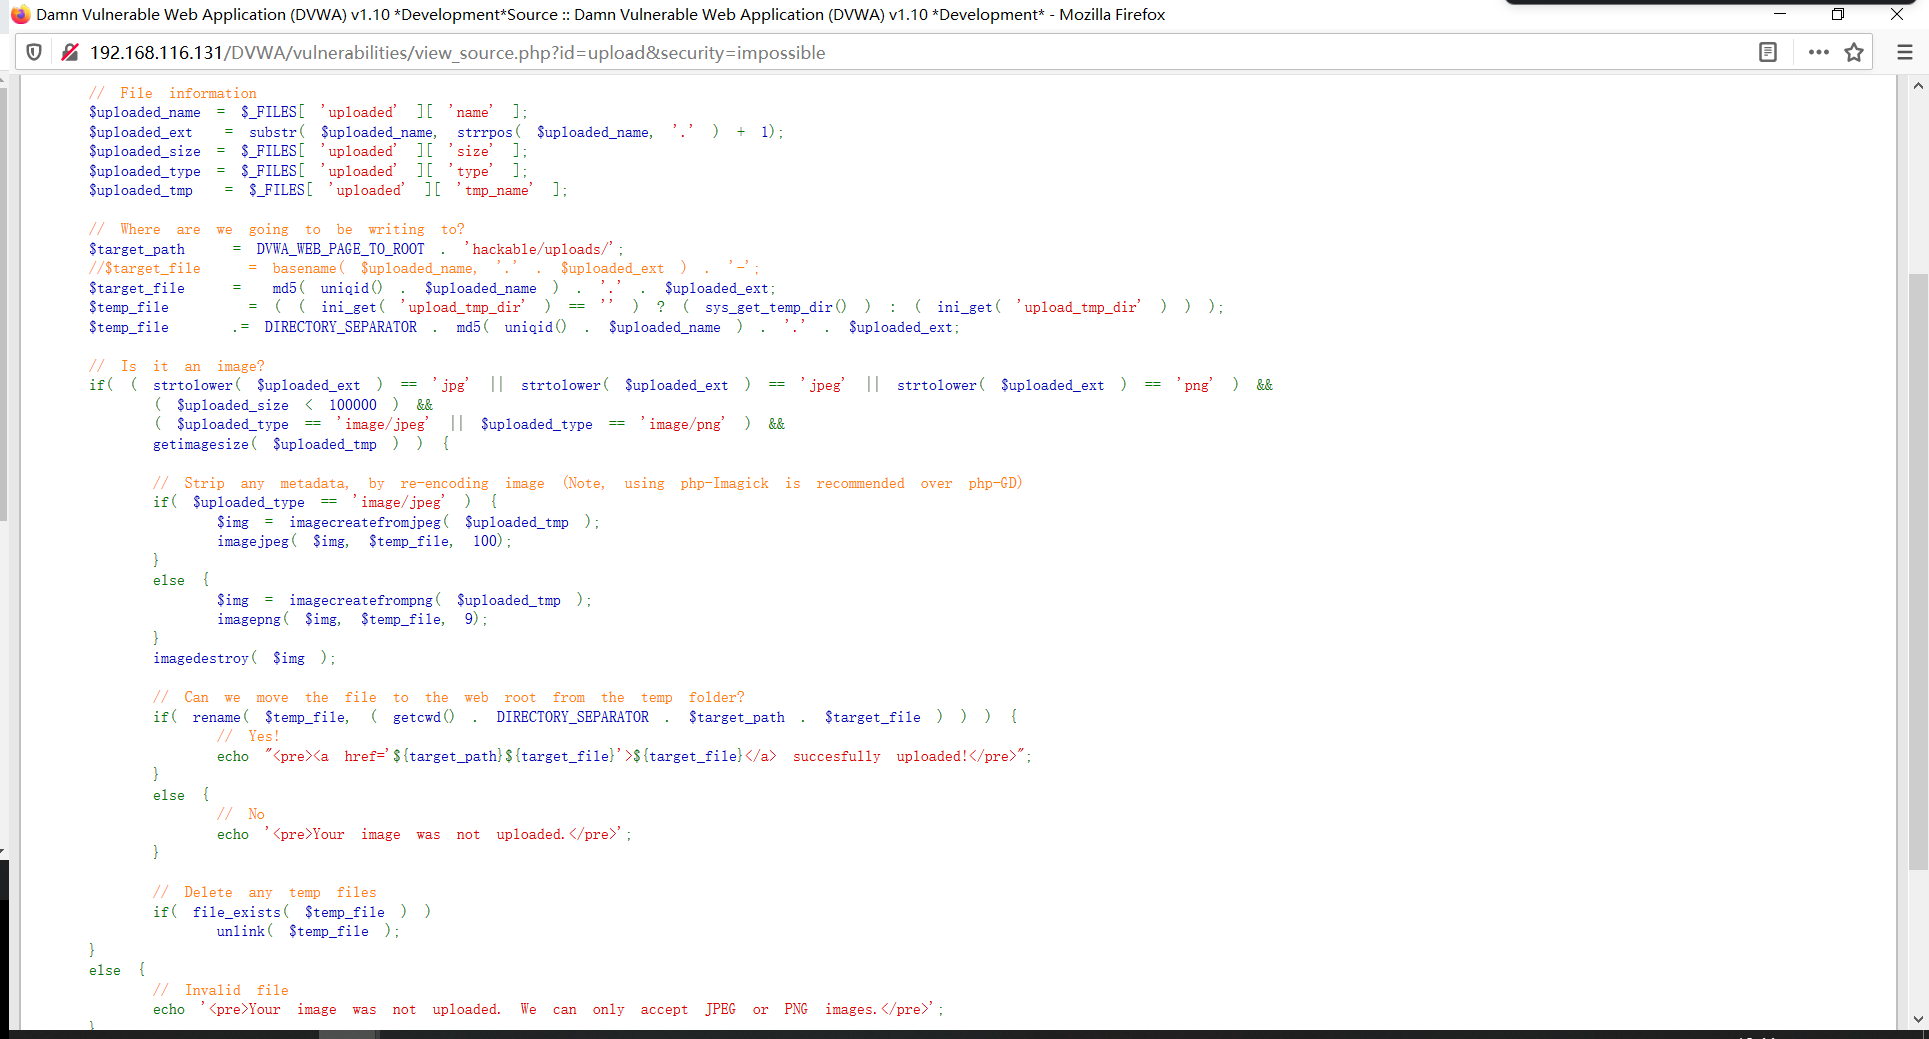 Damn Vulnerable Web Application (DVWA) v1.10 *Development*Source :: Damn Vulnerable Web Application (DVWA) v1.10 *Development* - Mozilla Firefox
192.168.116.131/DVWA/vulnerabilities/view_source.php?id=upload&security=impossible
// File information
$uploaded_name = $_FILES[ 'uploaded' ][ 'name' ];
$uploaded_ext = substr( $uploaded_name, strrpos( $uploaded_name, '.' ) + 1);
$uploaded_size = $_FILES[ 'uploaded' ][ 'size' ];
$uploaded_type = $_FILES[ 'uploaded' ][ 'type' ];
$uploaded_tmp = $_FILES[ 'uploaded' ][ 'tmp_name' ];
// Where are we going to be writing to?
$target_path = DVWA_WEB_PAGE_TO_ROOT . 'hackable/uploads/';
//$target_file = basename( $uploaded_name, '.' . $uploaded_ext ) . '-';
$target_file = md5( uniqid() . $uploaded_name ) . '.' . $uploaded_ext;
$temp_file = ( ( ini_get( 'upload_tmp_dir' ) == '' ) ? ( sys_get_temp_dir() ) : ( ini_get( 'upload_tmp_dir' ) ) );
$temp_file .= DIRECTORY_SEPARATOR . md5( uniqid() . $uploaded_name ) . '.' . $uploaded_ext;
// Is it an image?
if( ( strtolower( $uploaded_ext ) == 'jpg' || strtolower( $uploaded_ext ) == 'jpeg' || strtolower( $uploaded_ext ) == 'png' ) &&
( $uploaded_size < 100000 ) &&
( $uploaded_type == 'image/jpeg' || $uploaded_type == 'image/png' ) &&
getimagesize( $uploaded_tmp ) ) {
// Strip any metadata, by re-encoding image (Note, using php-Imagick is recommended over php-GD)
if( $uploaded_type == 'image/jpeg' ) {
$img = imagecreatefromjpeg( $uploaded_tmp );
imagejpeg( $img, $temp_file, 100);
}
else {
$img = imagecreatefrompng( $uploaded_tmp );
imagepng( $img, $temp_file, 9);
}
imagedestroy( $img );
// Can we move the file to the web root from the temp folder?
if( rename( $temp_file, ( getcwd() . DIRECTORY_SEPARATOR . $target_path . $target_file ) ) ) {
// Yes!
echo "<pre><a href='${target_path}${target_file}'>${target_file}</a> succesfully uploaded!</pre>";
}
else {
// No
echo '<pre>Your image was not uploaded.</pre>';
}
// Delete any temp files
if( file_exists( $temp_file ) )
unlink( $temp_file );
}
else {
// Invalid file
echo '<pre>Your image was not uploaded. We can only accept JPEG or PNG images.</pre>';
}